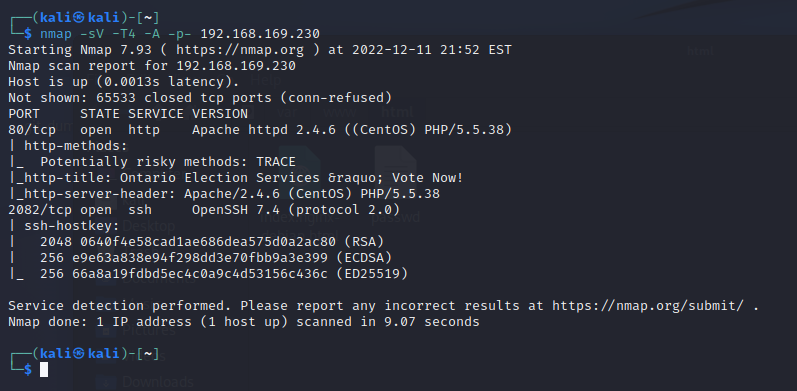 ┌──(kali㉿kali)-[~]
└─$ nmap -sV -T4 -A -p- 192.168.169.230
Starting Nmap 7.93 ( https://nmap.org ) at 2022-12-11 21:52 EST
Nmap scan report for 192.168.169.230
Host is up (0.0013s latency).
Not shown: 65533 closed tcp ports (conn-refused)
PORT     STATE SERVICE VERSION
80/tcp   open  http    Apache httpd 2.4.6 ((CentOS) PHP/5.5.38)
| http-methods:
|_  Potentially risky methods: TRACE
|_http-title: Ontario Election Services &raquo; Vote Now!
|_http-server-header: Apache/2.4.6 (CentOS) PHP/5.5.38
2082/tcp open  ssh     OpenSSH 7.4 (protocol 2.0)
| ssh-hostkey:
|   2048 0640f4e58cad1ae686dea575d0a2ac80 (RSA)
|   256 e9e63a838e94f298dd3e70fbb9a3e399 (ECDSA)
|_  256 66a8a19fdbd5ec4c0a9c4d53156c436c (ED25519)

Service detection performed. Please report any incorrect results at https://nmap.org/submit/ .
Nmap done: 1 IP address (1 host up) scanned in 9.07 seconds

┌──(kali㉿kali)-[~]
└─$
Desktop
Downloads